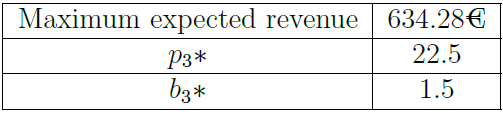 Maximum expected revenue 634.28€
p₃* 22.5
b₃* 1.5